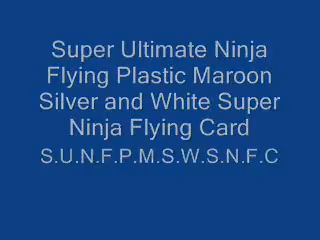 Super Ultimate Ninja
Flying Plastic Maroon
Silver and White Super
Ninja Flying Card
S.U.N.F.P.M.S.W.S.N.F.C